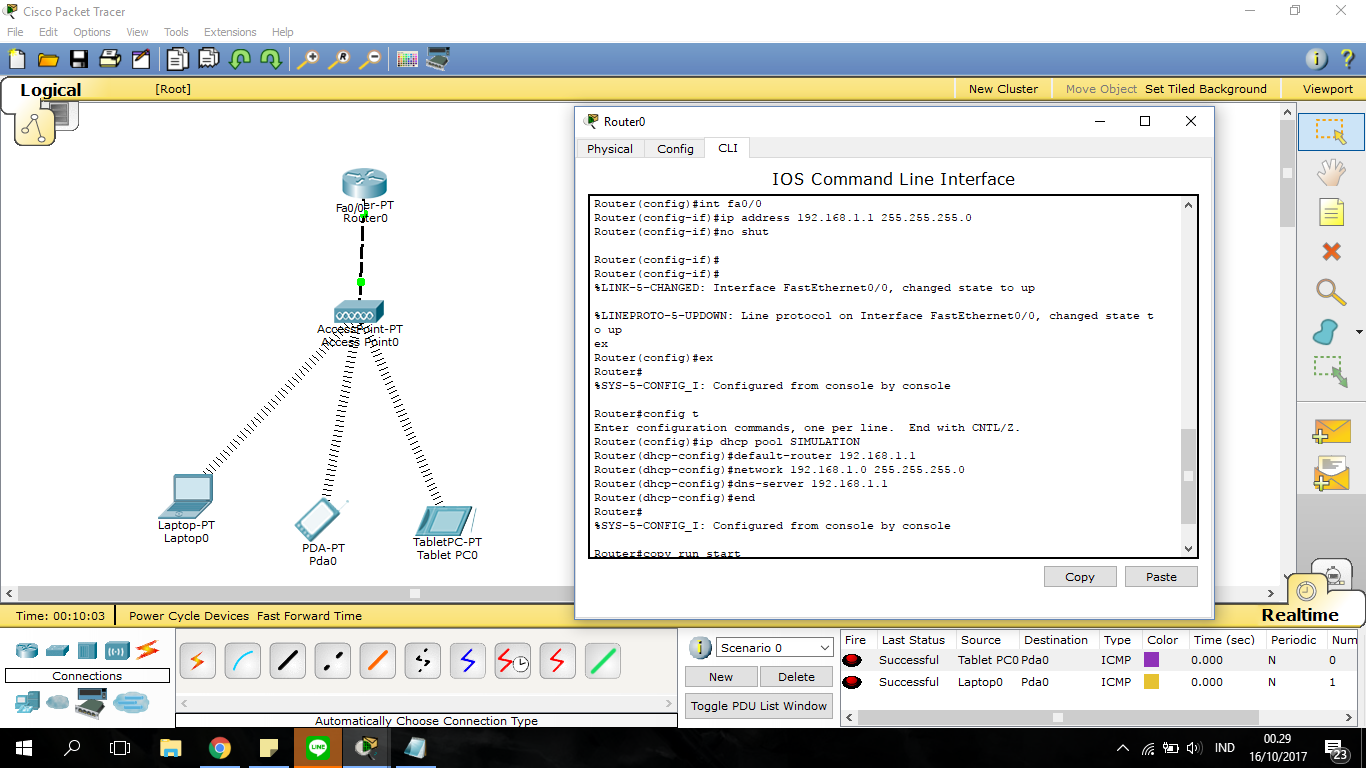 Cisco Packet Tracer
File Edit Options View Tools Extensions Help
Logical
[Root]
New Cluster
Move Object
Set Tiled Background
Viewport
Fa0/0
er-PT
Router0
AccessPoint-PT
Access Point0
Laptop-PT
Laptop0
PDA-PT
Pda0
TabletPC-PT
Tablet PC0
Router0
Physical Config CLI
IOS Command Line Interface
Router(config)#int fa0/0
Router(config-if)#ip address 192.168.1.1 255.255.255.0
Router(config-if)#no shut
Router(config-if)#
Router(config-if)#
%LINK-5-CHANGED: Interface FastEthernet0/0, changed state to up
%LINEPROTO-5-UPDOWN: Line protocol on Interface FastEthernet0/0, changed state t
o up
ex
Router(config)#ex
Router#
%SYS-5-CONFIG_I: Configured from console by console
Router#config t
Enter configuration commands, one per line.  End with CNTL/Z.
Router(config)#ip dhcp pool SIMULATION
Router(dhcp-config)#default-router 192.168.1.1
Router(dhcp-config)#network 192.168.1.0 255.255.255.0
Router(dhcp-config)#dns-server 192.168.1.1
Router(dhcp-config)#end
Router#
%SYS-5-CONFIG_I: Configured from console by console
Router#copy run start
Copy
Paste
Time: 00:10:03
Power Cycle Devices Fast Forward Time
Realtime
Connections
Automatically Choose Connection Type
Scenario 0
New
Delete
Toggle PDU List Window
Fire Last Status Source Destination Type Color Time (sec) Periodic Num
Successful Tablet PC0 Pda0 ICMP 0.000 N 0
Successful Laptop0 Pda0 ICMP 0.000 N 1
LINE
IND
00.29
16/10/2017
23